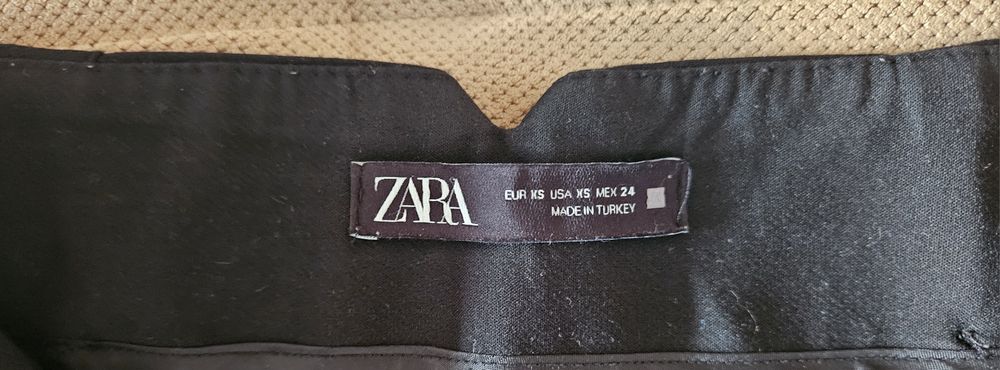 ZARA
EUR XS USA XS MEX 24
MADE IN TURKEY